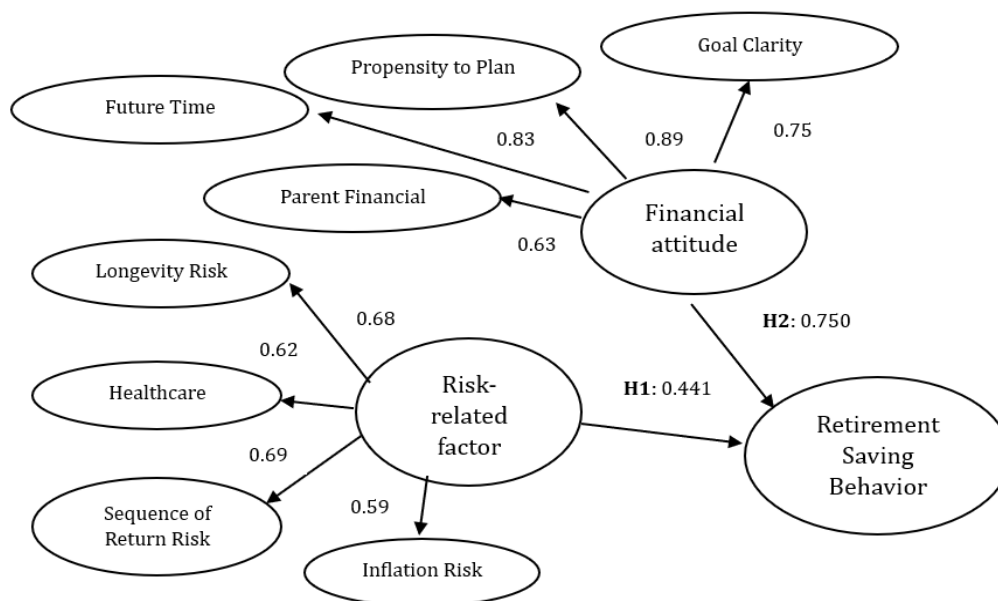 Goal Clarity
Propensity to Plan
Future Time
0.83
0.89
0.75
Parent Financial
Financial
attitude
0.63
Longevity Risk
0.68
H2: 0.750
0.62
Healthcare
Risk-
related
factor
H1: 0.441
Retirement
Saving
Behavior
0.69
Sequence of
Return Risk
0.59
Inflation Risk